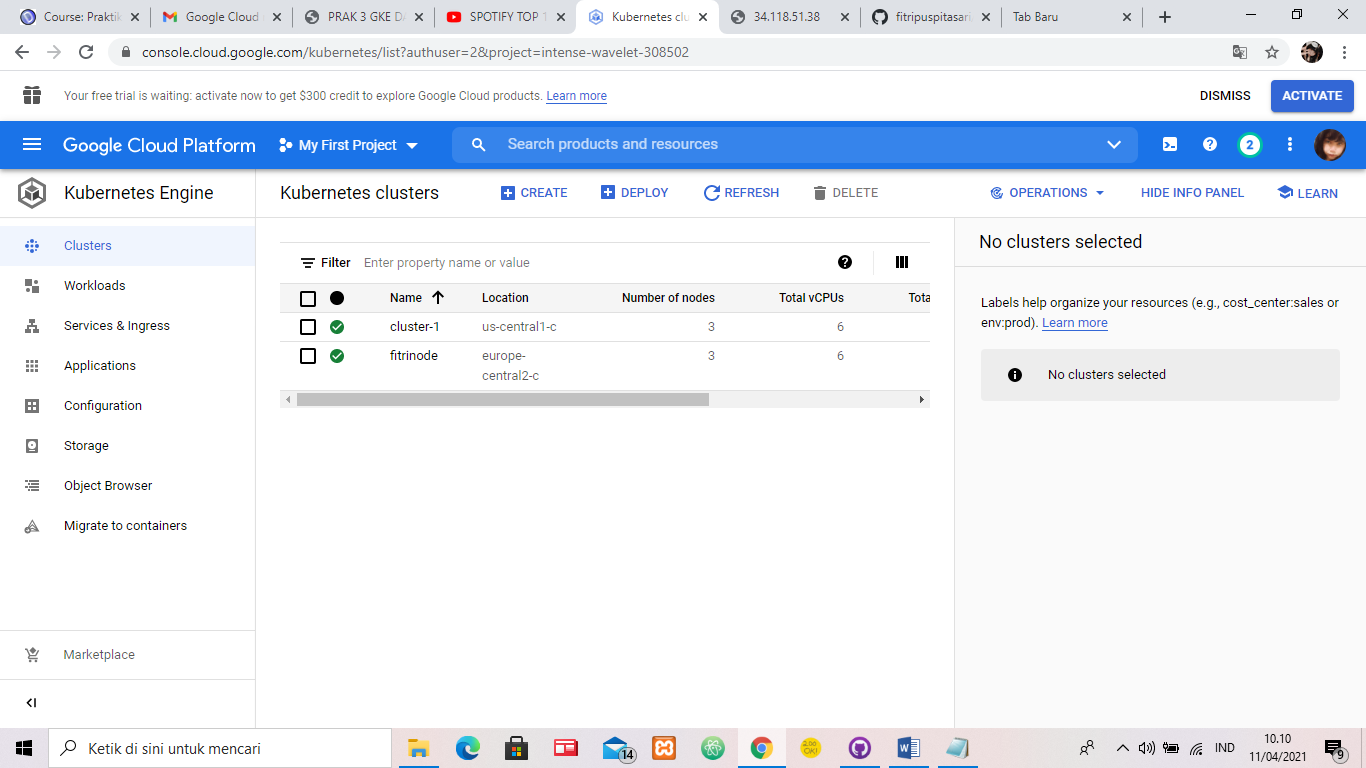 Course: Praktik
Google Cloud
PRAK 3 GKE DA
SPOTIFY TOP 1
Kubernetes clu
34.118.51.38
fitripuspitasari
Tab Baru
console.cloud.google.com/kubernetes/list?authuser=2&project=intense-wavelet-308502
Your free trial is waiting: activate now to get $300 credit to explore Google Cloud products. Learn more
DISMISS
ACTIVATE
Google Cloud Platform
My First Project
Search products and resources
2
Kubernetes Engine
Kubernetes clusters
CREATE
DEPLOY
REFRESH
DELETE
OPERATIONS
HIDE INFO PANEL
LEARN
Clusters
Workloads
Services & Ingress
Applications
Configuration
Storage
Object Browser
Migrate to containers
Marketplace
Filter Enter property name or value
Name Location Number of nodes Total vCPUs Tota
cluster-1 us-central1-c 3 6
fitrinode europe-central2-c 3 6
No clusters selected
Labels help organize your resources (e.g., cost_center:sales or
env:prod). Learn more
No clusters selected
Ketik di sini untuk mencari
14
IND
10.10
11/04/2021
9